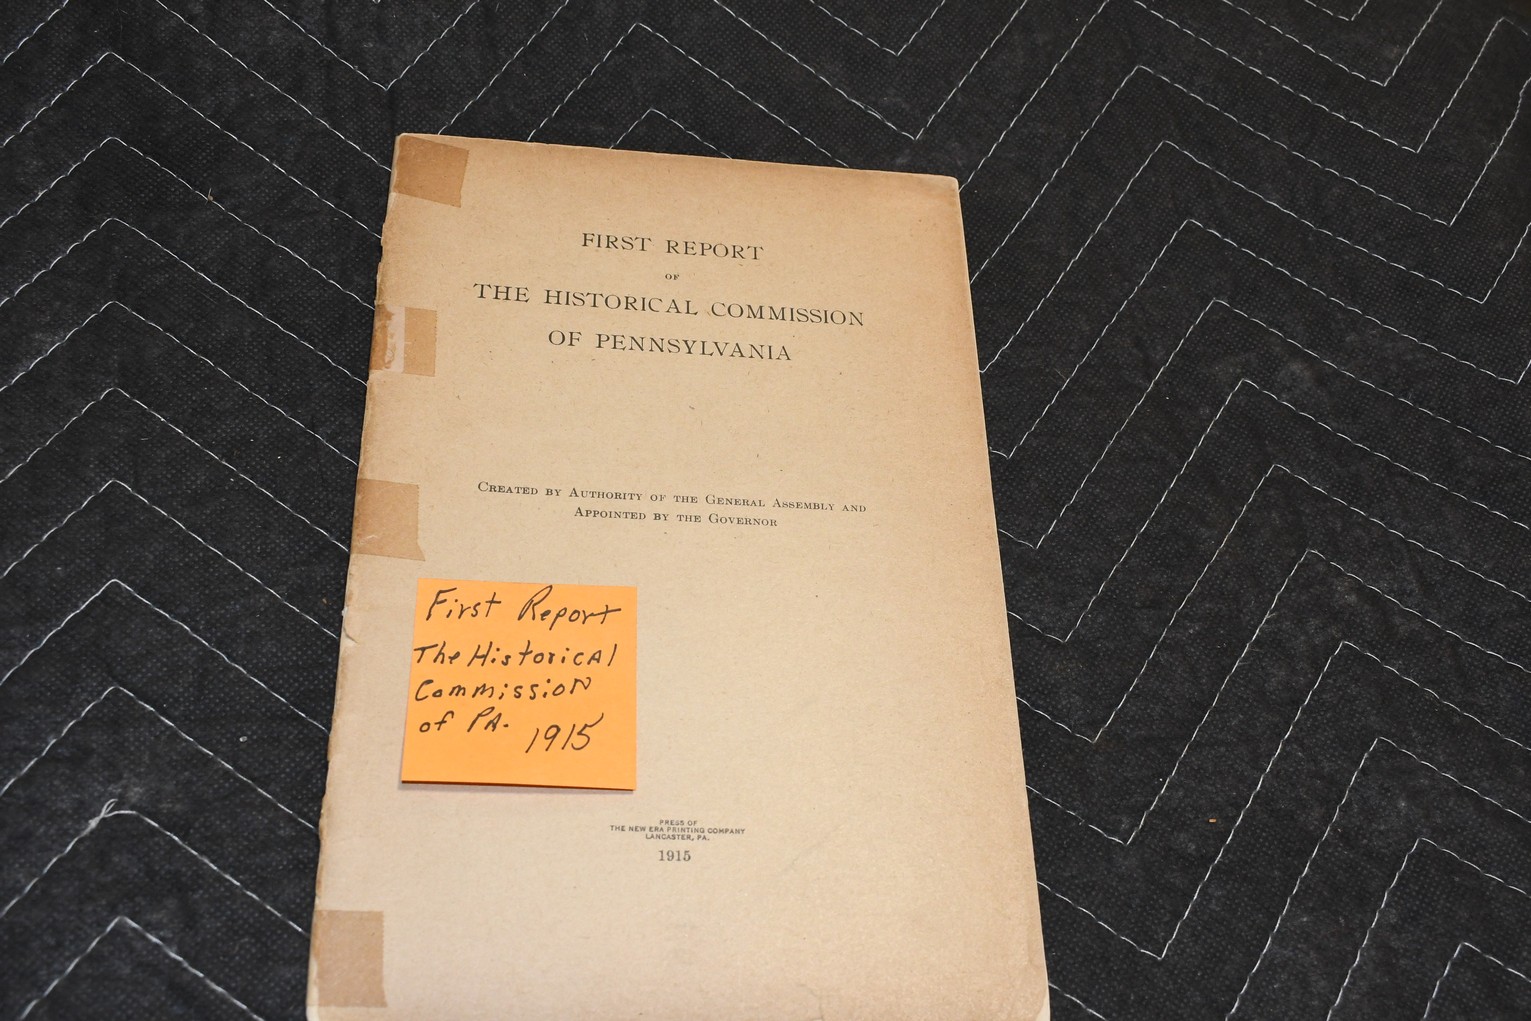 FIRST REPORT
OF
THE HISTORICAL COMMISSION
OF PENNSYLVANIA
CREATED BY AUTHORITY OF THE GENERAL ASSEMBLY AND
APPOINTED BY THE GOVERNOR
First Report
The Historical
Commission
of PA. 1915
PRESS OF
THE NEW ERA PRINTING COMPANY
LANCASTER, PA.
1915